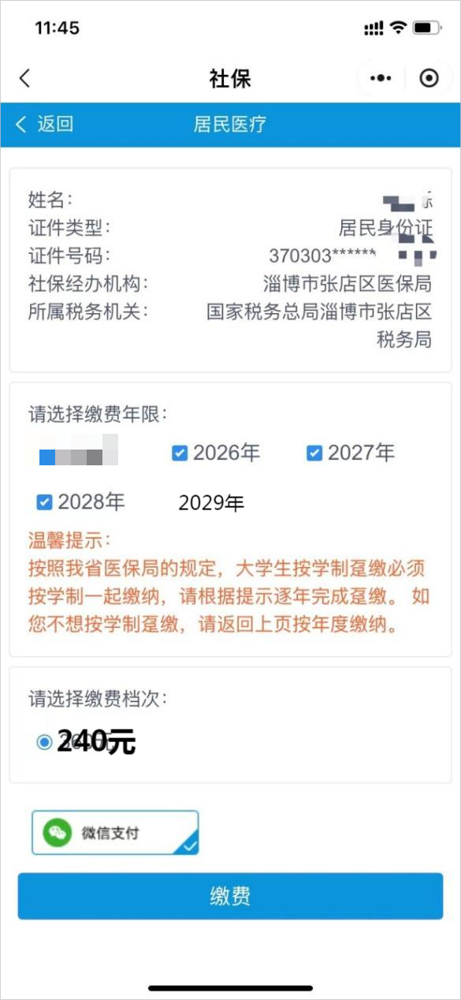 11:45
社保
返回
居民医疗
姓名：
证件类型：
居民身份证
证件号码：
370303******
社保经办机构：
淄博市张店区医保局
所属税务机关：
国家税务总局淄博市张店区
税务局
请选择缴费年限：
2026年
2027年
2028年
2029年
温馨提示：
按照我省医保局的规定，大学生按学制趸缴必须
按学制一起缴纳，请根据提示逐年完成趸缴。 如
您不想按学制趸缴，请返回上页按年度缴纳。
请选择缴费档次：
240元
微信支付
缴费